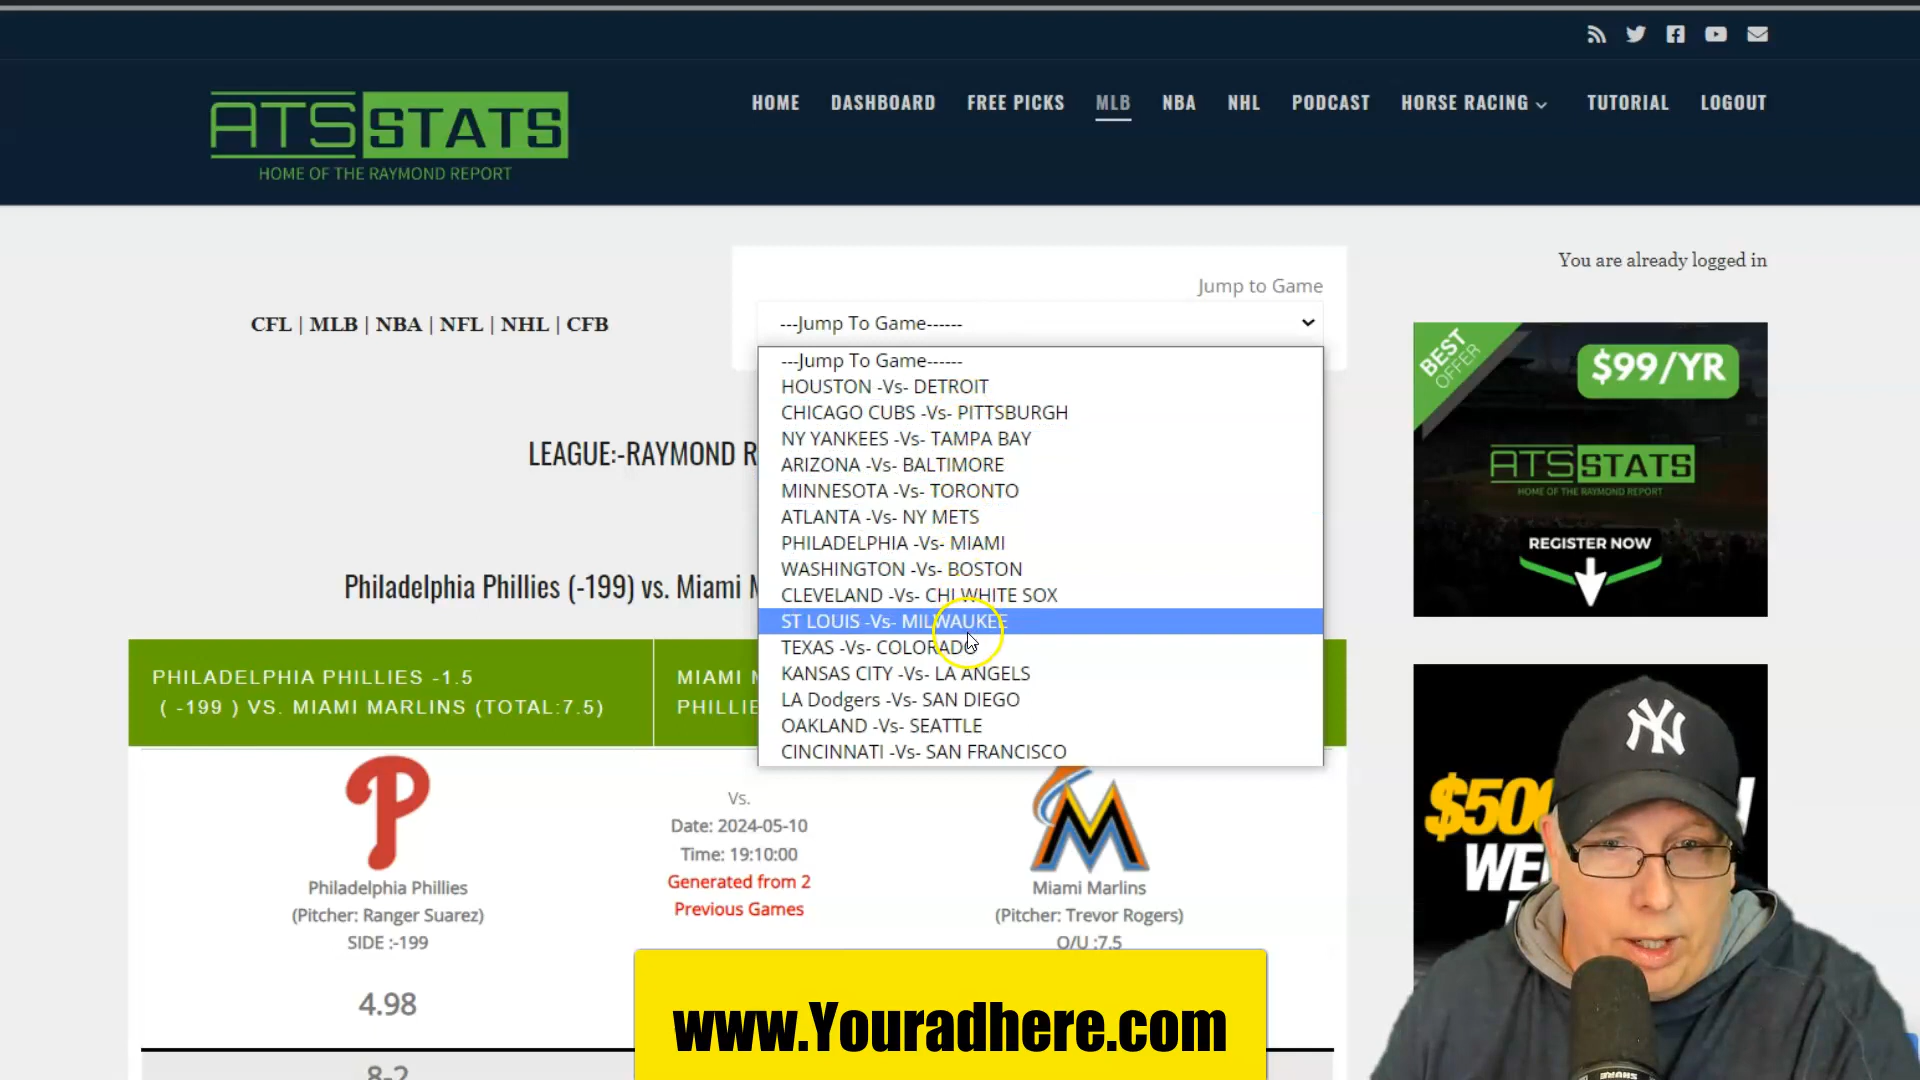 ATS STATS
HOME OF THE RAYMOND REPORT
HOME DASHBOARD FREE PICKS MLB NBA NHL PODCAST HORSE RACING TUTORIAL LOGOUT
You are already logged in
Jump to Game
CFL | MLB | NBA | NFL | NHL | CFB
---Jump To Game------
---Jump To Game------
HOUSTON -Vs- DETROIT
CHICAGO CUBS -Vs- PITTSBURGH
NY YANKEES -Vs- TAMPA BAY
ARIZONA -Vs- BALTIMORE
MINNESOTA -Vs- TORONTO
ATLANTA -Vs- NY METS
PHILADELPHIA -Vs- MIAMI
WASHINGTON -Vs- BOSTON
CLEVELAND -Vs- CHI WHITE SOX
ST LOUIS -Vs- MILWAUKEE
TEXAS -Vs- COLORADO
KANSAS CITY -Vs- LA ANGELS
LA Dodgers -Vs- SAN DIEGO
OAKLAND -Vs- SEATTLE
CINCINNATI -Vs- SAN FRANCISCO
BEST OFFER
$99/YR
ATS STATS
HOME OF THE RAYMOND REPORT
REGISTER NOW
LEAGUE:-RAYMOND R
Philadelphia Phillies (-199) vs. Miami M
PHILADELPHIA PHILLIES -1.5
( -199 ) VS. MIAMI MARLINS (TOTAL:7.5)
MIAMI M
PHILLIE
P
Philadelphia Phillies
(Pitcher: Ranger Suarez)
SIDE :-199
4.98
8-2
Vs.
Date: 2024-05-10
Time: 19:10:00
Generated from 2
Previous Games
M
Miami Marlins
(Pitcher: Trevor Rogers)
O/U :7.5
NY
SHURE
www.Youradhere.com